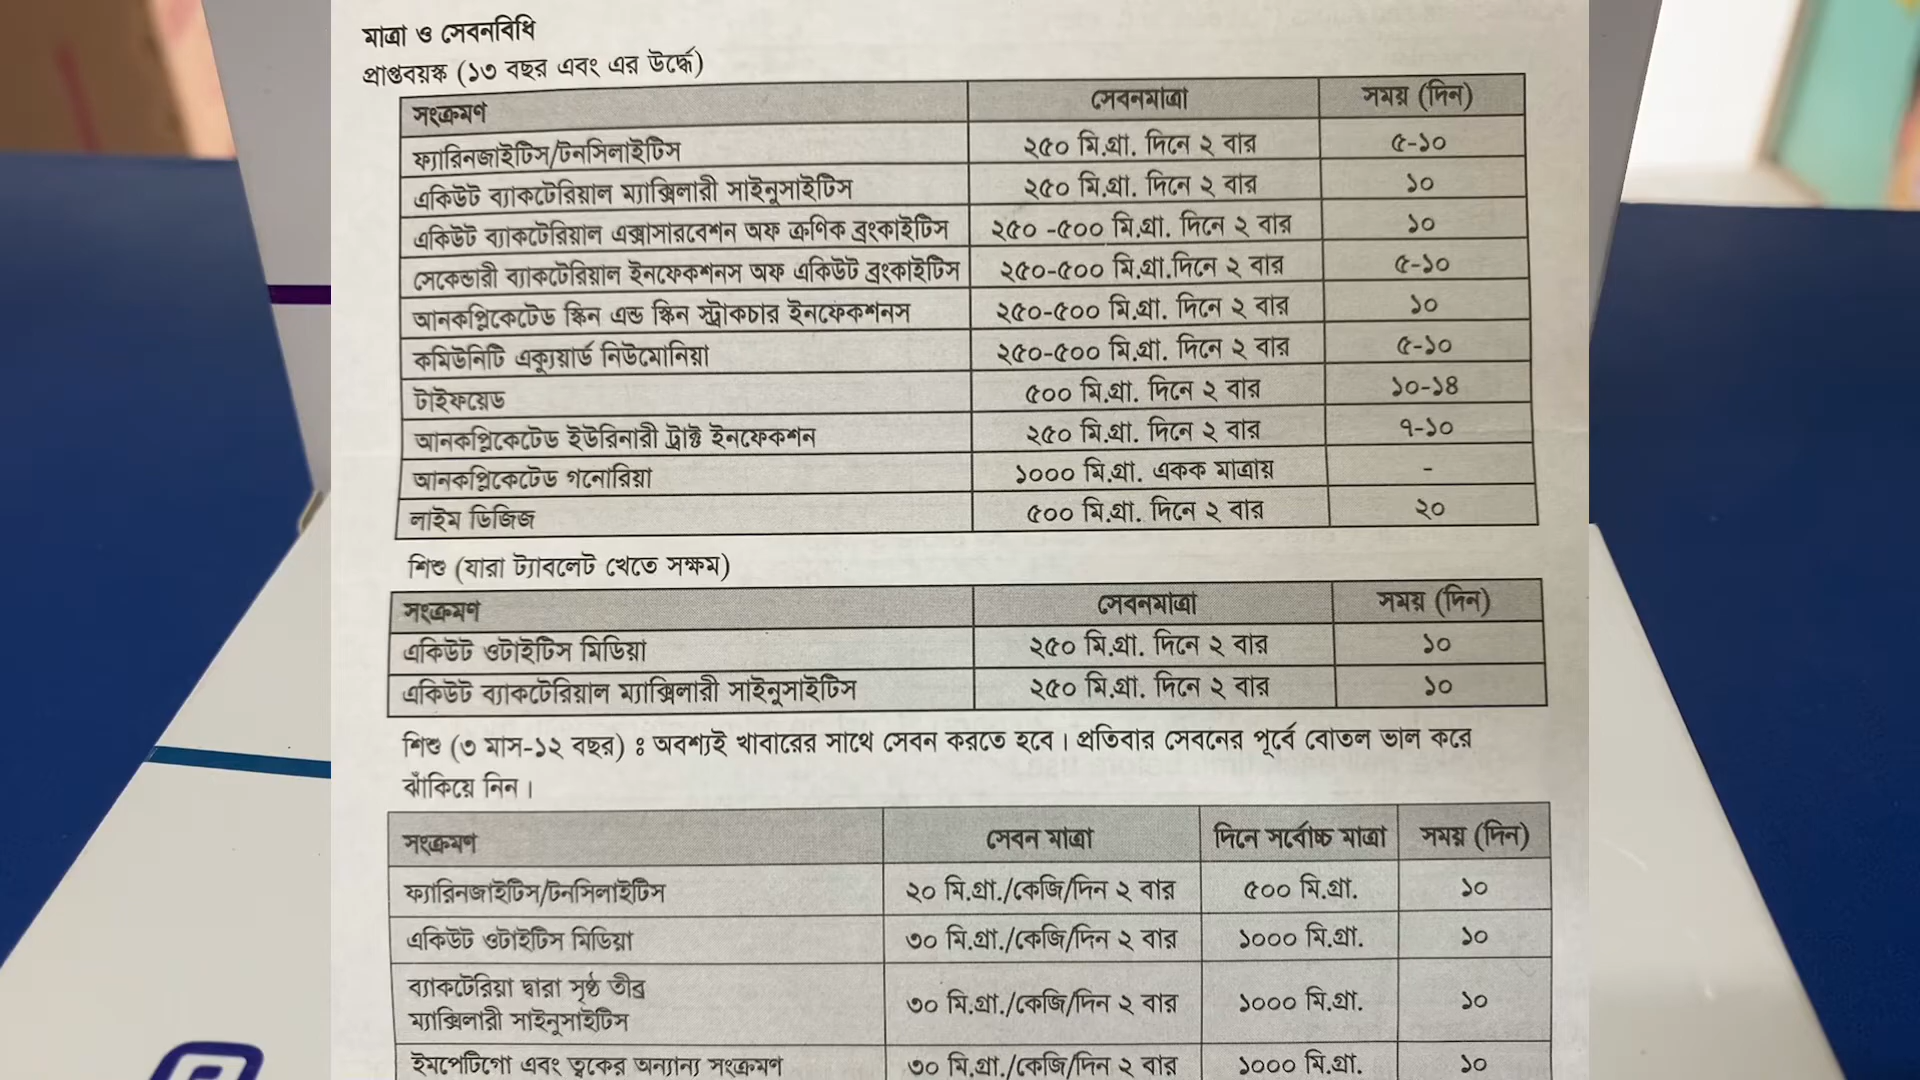 মাত্রা ও সেবনবিধি
প্রাপ্তবয়স্ক (১৩ বছর এবং এর উর্দ্ধে)
সংক্রমণ সেবনমাত্রা সময় (দিন)
ফ্যারিনজাইটিস/টনসিলাইটিস ২৫০ মি.গ্রা. দিনে ২ বার ৫-১০
একিউট ব্যাকটেরিয়াল ম্যাক্সিলারী সাইনুসাইটিস ২৫০ মি.গ্রা. দিনে ২ বার ১০
একিউট ব্যাকটেরিয়াল এক্সাসারবেশন অফ ক্রণিক ব্রংকাইটিস ২৫০ -৫০০ মি.গ্রা. দিনে ২ বার ১০
সেকেন্ডারী ব্যাকটেরিয়াল ইনফেকশনস অফ একিউট ব্রংকাইটিস ২৫০-৫০০ মি.গ্রা.দিনে ২ বার ৫-১০
আনকপ্লিকেটেড স্কিন এন্ড স্কিন স্ট্রাকচার ইনফেকশনস ২৫০-৫০০ মি.গ্রা. দিনে ২ বার ১০
কমিউনিটি একু্যয়ার্ড নিউমোনিয়া ২৫০-৫০০ মি.গ্রা. দিনে ২ বার ৫-১০
টাইফয়েড ৫০০ মি.গ্রা. দিনে ২ বার ১০-১৪
আনকপ্লিকেটেড ইউরিনারী ট্রাক্ট ইনফেকশন ২৫০ মি.গ্রা. দিনে ২ বার ৭-১০
আনকপ্লিকেটেড গনোরিয়া ১০০০ মি.গ্রা. একক মাত্রায় -
লাইম ডিজিজ ৫০০ মি.গ্রা. দিনে ২ বার ২০
শিশু (যারা ট্যাবলেট খেতে সক্ষম)
সংক্রমণ সেবনমাত্রা সময় (দিন)
একিউট ওটাইটিস মিডিয়া ২৫০ মি.গ্রা. দিনে ২ বার ১০
একিউট ব্যাকটেরিয়াল ম্যাক্সিলারী সাইনুসাইটিস ২৫০ মি.গ্রা. দিনে ২ বার ১০
শিশু (৩ মাস-১২ বছর) ঃ অবশ্যই খাবারের সাথে সেবন করতে হবে। প্রতিবার সেবনের পূর্বে বোতল ভাল করে
ঝাঁকিয়ে নিন।
সংক্রমণ সেবন মাত্রা দিনে সর্বোচ্চ মাত্রা সময় (দিন)
ফ্যারিনজাইটিস/টনসিলাইটিস ২০ মি.গ্রা./কেজি/দিন ২ বার ৫০০ মি.গ্রা. ১০
একিউট ওটাইটিস মিডিয়া ৩০ মি.গ্রা./কেজি/দিন ২ বার ১০০০ মি.গ্রা. ১০
ব্যাকটেরিয়া দ্বারা সৃষ্ঠ তীব্র
ম্যাক্সিলারী সাইনুসাইটিস ৩০ মি.গ্রা./কেজি/দিন ২ বার ১০০০ মি.গ্রা. ১০
ইমপেটিগো এবং ত্বকের অন্যান্য সংক্রমণ ৩০ মি.গ্রা./কেজি/দিন ২ বার ১০০০ মি.গ্রা. ১০